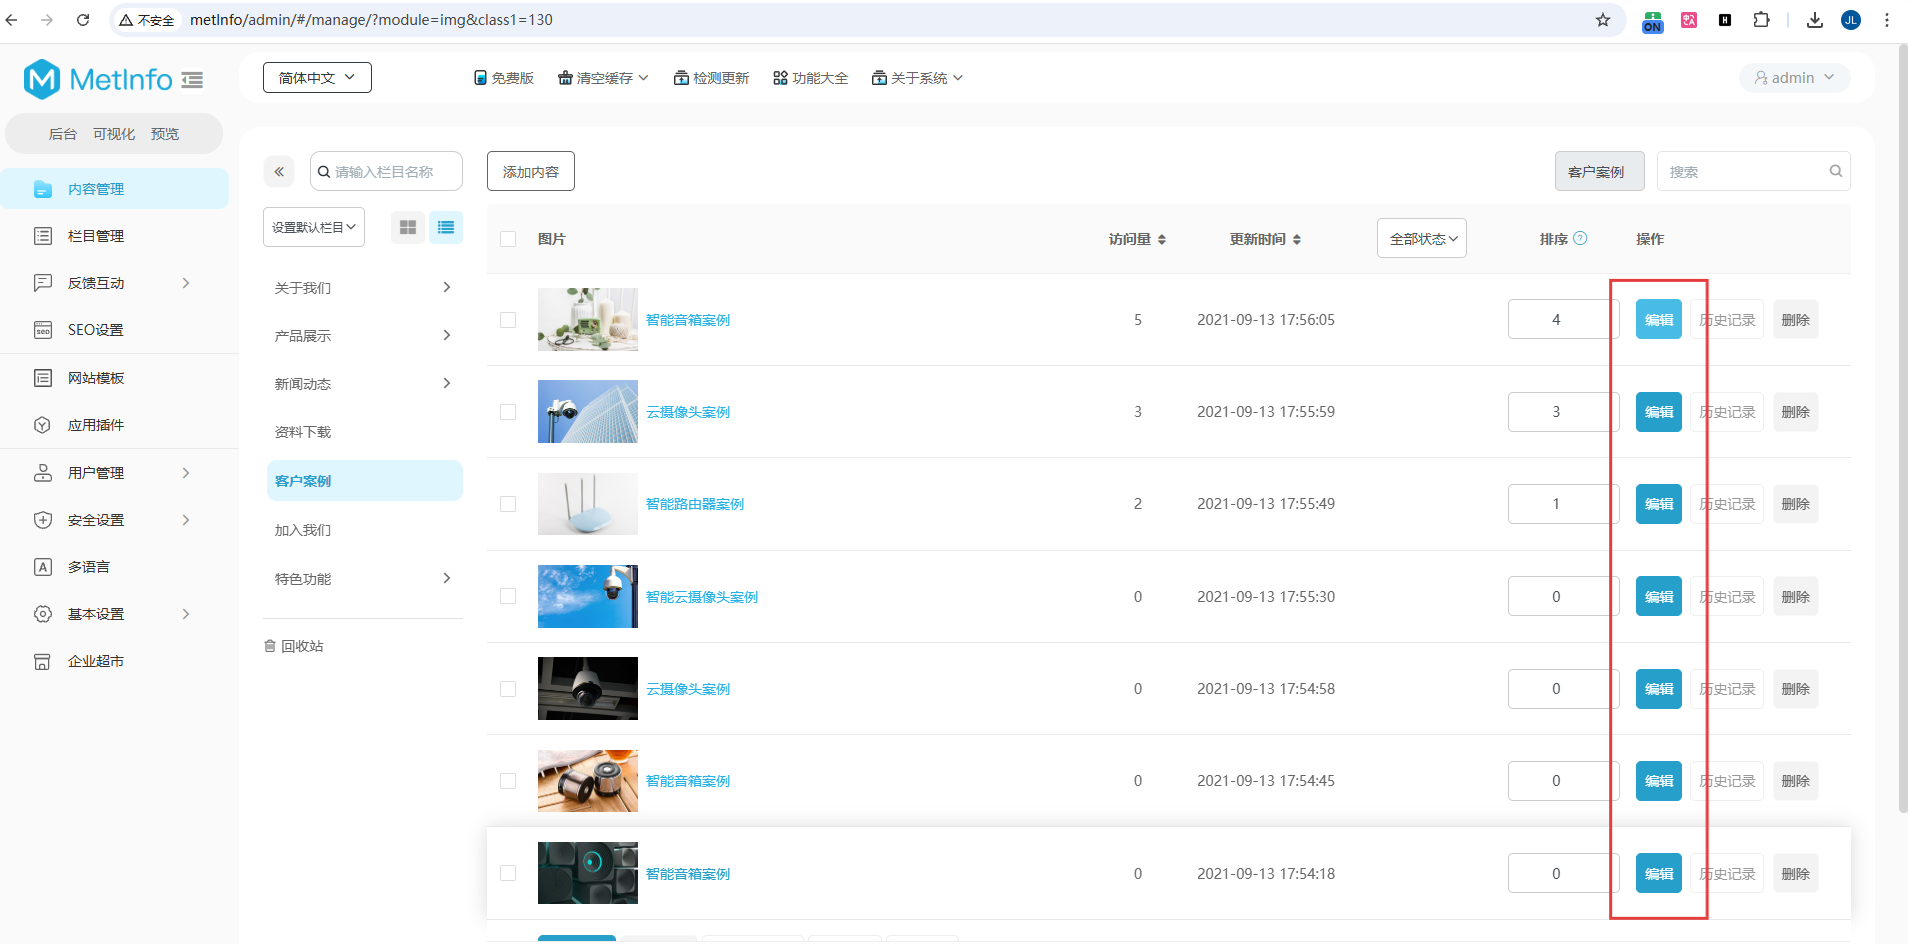 不安全 metInfo/admin/#/manage/?module=img&class1=130
ON
JL
MetInfo
简体中文
免费版 清空缓存 检测更新 功能大全 关于系统
admin
后台 可视化 预览
内容管理
栏目管理
反馈互动
SEO设置
网站模板
应用插件
用户管理
安全设置
多语言
基本设置
企业超市
请输入栏目名称
设置默认栏目
关于我们
产品展示
新闻动态
资料下载
客户案例
加入我们
特色功能
回收站
添加内容
客户案例 搜索
图片 访问量 更新时间 全部状态 排序 操作
智能音箱案例 5 2021-09-13 17:56:05 4 编辑 历史记录 删除
云摄像头案例 3 2021-09-13 17:55:59 3 编辑 历史记录 删除
智能路由器案例 2 2021-09-13 17:55:49 1 编辑 历史记录 删除
智能云摄像头案例 0 2021-09-13 17:55:30 0 编辑 历史记录 删除
云摄像头案例 0 2021-09-13 17:54:58 0 编辑 历史记录 删除
智能音箱案例 0 2021-09-13 17:54:45 0 编辑 历史记录 删除
智能音箱案例 0 2021-09-13 17:54:18 0 编辑 历史记录 删除